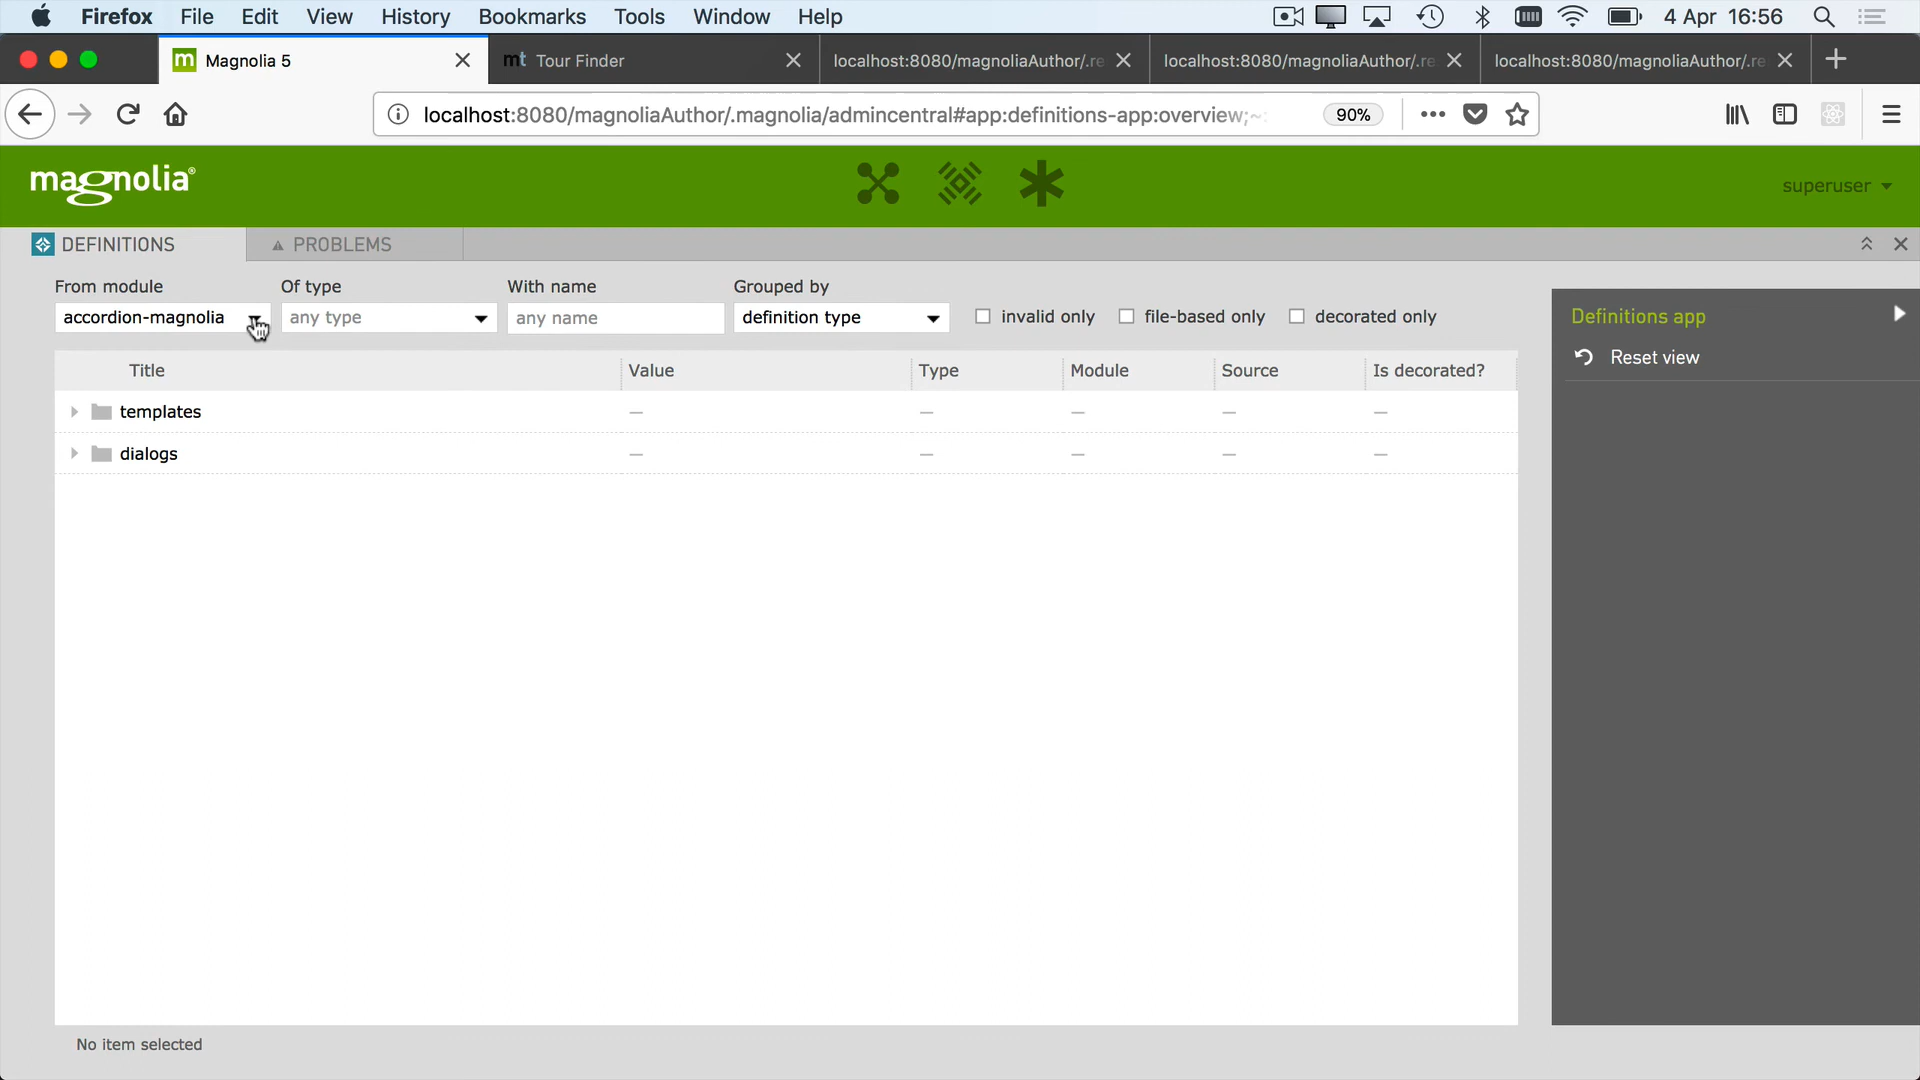 Firefox File Edit View History Bookmarks Tools Window Help 4 Apr 16:56
m Magnolia 5 mt Tour Finder localhost:8080/magnoliaAuthor/.re localhost:8080/magnoliaAuthor/.re localhost:8080/magnoliaAuthor/.re
localhost:8080/magnoliaAuthor/.magnolia/admincentral#app:definitions-app:overview;~: 90%
magnolia® superuser
DEFINITIONS PROBLEMS
From module Of type With name Grouped by
accordion-magnolia any type any name definition type invalid only file-based only decorated only
Definitions app
Reset view
Title Value Type Module Source Is decorated?
templates — — — — —
dialogs — — — — —
No item selected